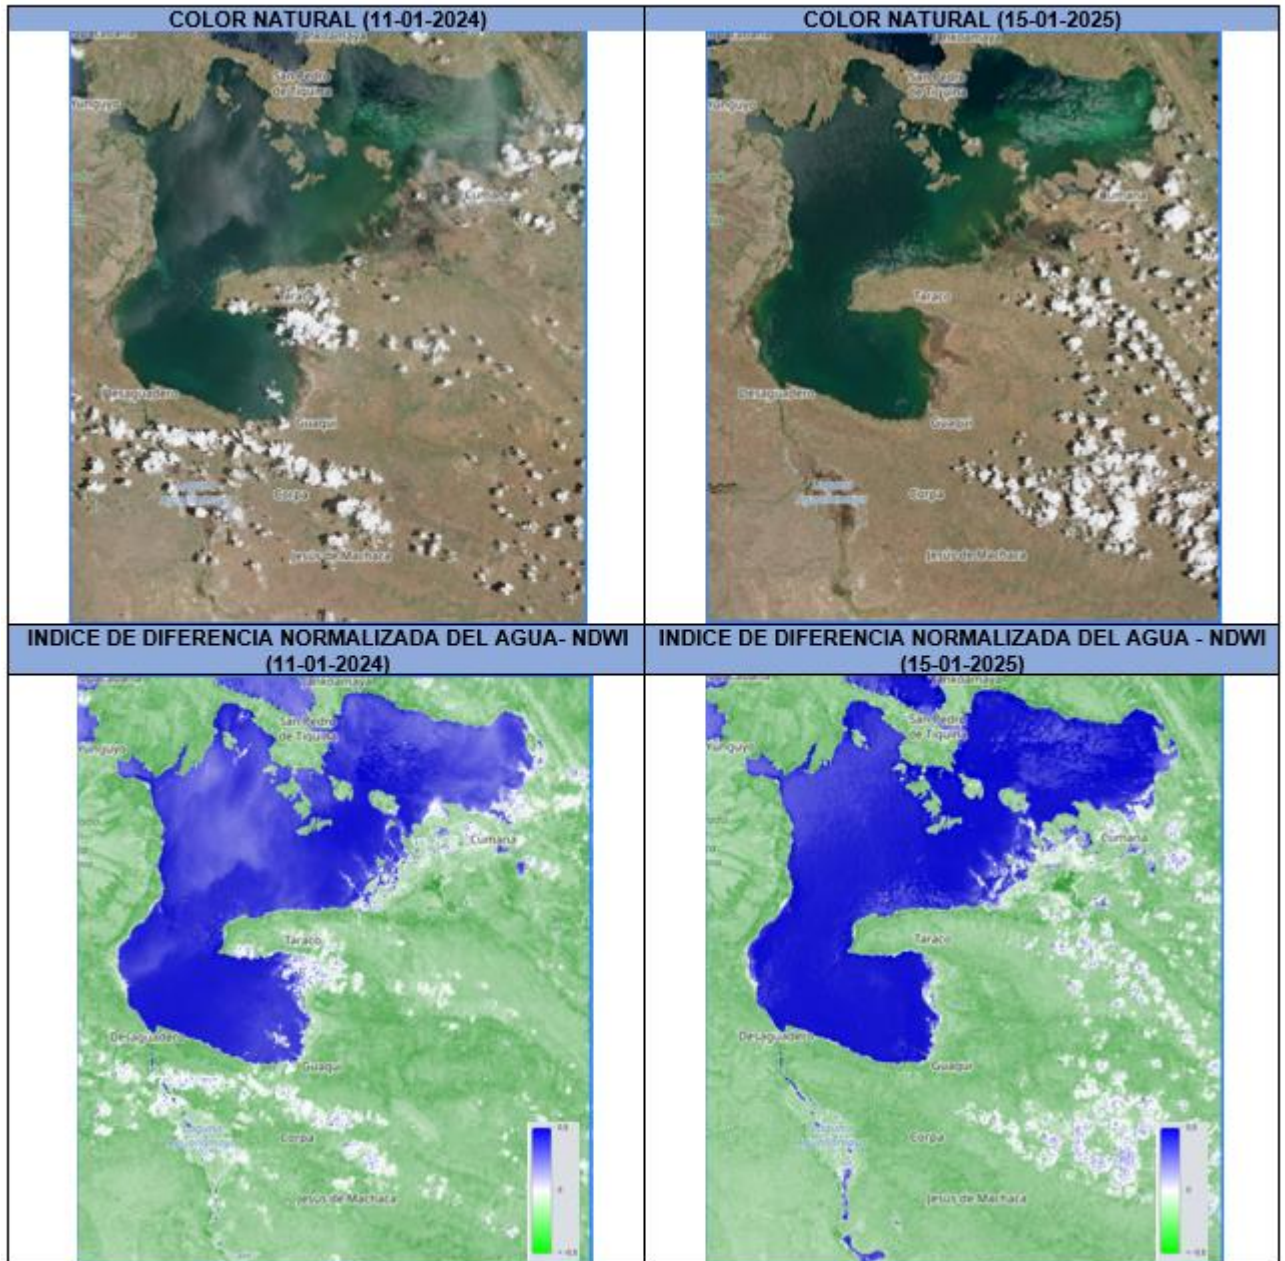 COLOR NATURAL (11-01-2024)
COLOR NATURAL (15-01-2025)
San Pedro
de Tiquina
Yunguyo
Taraco
Desaguadero
Guaqui
Corpa
Jesús de Machaca
San Pedro
de Tiquina
Yunguyo
Cumana
Taraco
Desaguadero
Guaqui
Corpa
Jesús de Machaca
INDICE DE DIFERENCIA NORMALIZADA DEL AGUA- NDWI
(11-01-2024)
INDICE DE DIFERENCIA NORMALIZADA DEL AGUA - NDWI
(15-01-2025)
San Pedro
de Tiquina
Yunguyo
Cumana
Taraco
Desaguadero
Guaqui
Corpa
Jesús de Machaca
San Pedro
de Tiquina
Yunguyo
Cumana
Taraco
Desaguadero
Guaqui
Corpa
Jesús de Machaca